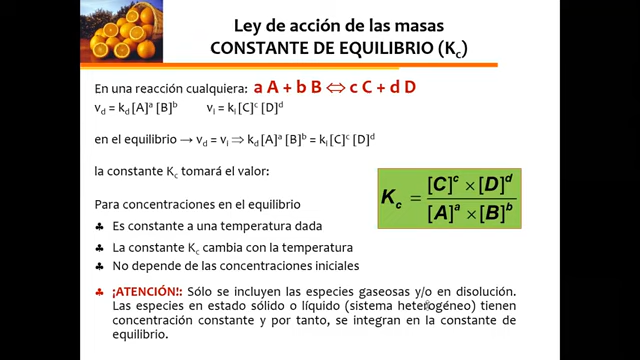 Ley de acción de las masas
CONSTANTE DE EQUILIBRIO (Kc)
En una reacción cualquiera: a A + b B ⇔ c C + d D
vd = kd [A]a [B]b vi = ki [C]c [D]d
en el equilibrio → vd = vi ⇒ kd [A]a [B]b = ki [C]c [D]d
la constante Kc tomará el valor:
Kc = [C]c × [D]d / [A]a × [B]b
Para concentraciones en el equilibrio
♣ Es constante a una temperatura dada
♣ La constante Kc cambia con la temperatura
♣ No depende de las concentraciones iniciales
♣ ¡ATENCIÓN!: Sólo se incluyen las especies gaseosas y/o en disolución.
Las especies en estado sólido o líquido (sistema heterogéneo) tienen
concentración constante y por tanto, se integran en la constante de
equilibrio.